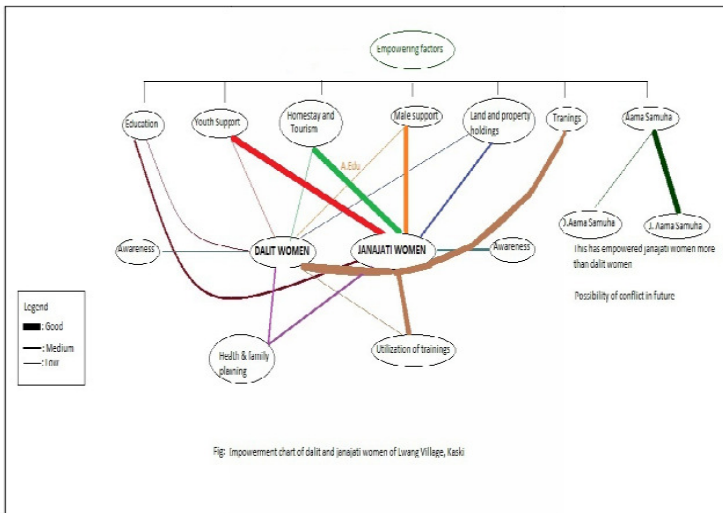 Empowering factors
Education
Youth Support
Homestay and
Tourism
Male support
Land and property
holdings
Tranings
Aama Samuha
A.Edu
Awareness
DALIT WOMEN
JANAJATI WOMEN
Awareness
D.Aama Samuha
J. Aama Samuha
This has empowered janajati women more
than dalit women
Possibility of conflict in future
Legend
: Good
: Medium
: Low
Health & family
planning
Utilization of trainings
Fig: Impowerment chart of dalit and janajati women of Lwang Village, Kaski